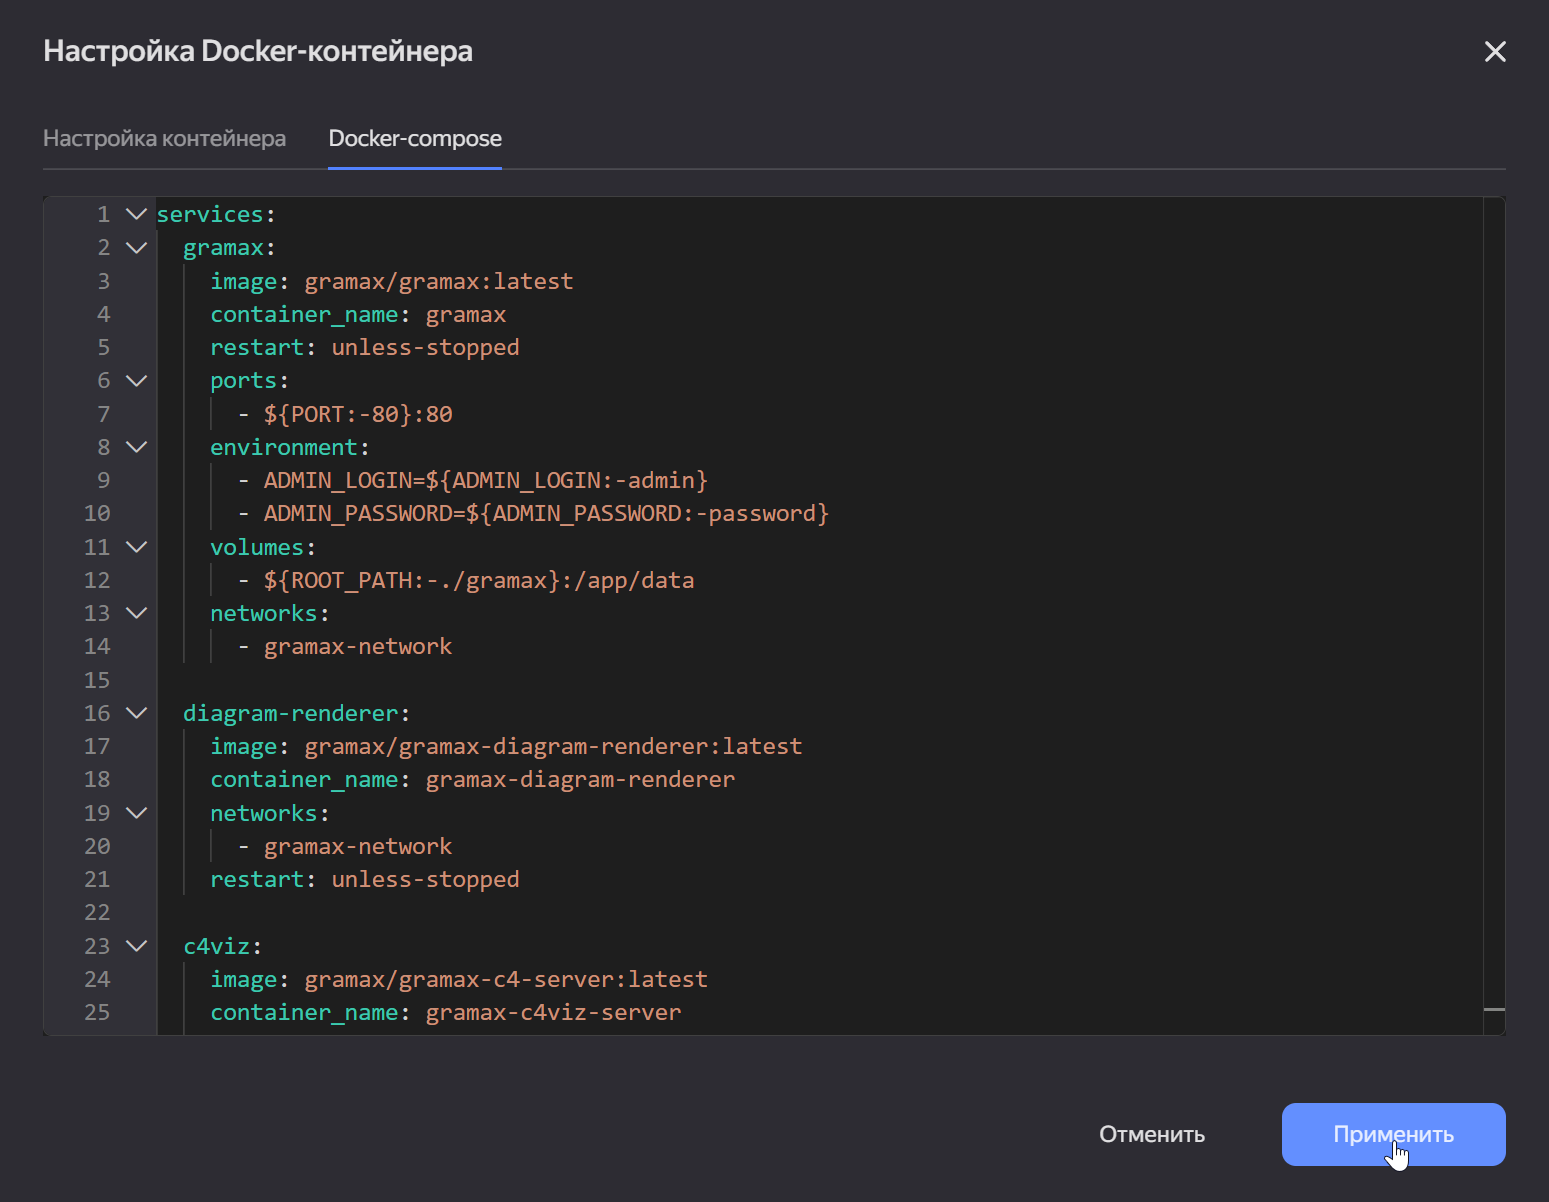 Настройка Docker-контейнера
Настройка контейнера Docker-compose
1 services:
2 gramax:
3 image: gramax/gramax:latest
4 container_name: gramax
5 restart: unless-stopped
6 ports:
7 - ${PORT:-80}:80
8 environment:
9 - ADMIN_LOGIN=${ADMIN_LOGIN:-admin}
10 - ADMIN_PASSWORD=${ADMIN_PASSWORD:-password}
11 volumes:
12 - ${ROOT_PATH:-./gramax}:/app/data
13 networks:
14 - gramax-network
15
16 diagram-renderer:
17 image: gramax/gramax-diagram-renderer:latest
18 container_name: gramax-diagram-renderer
19 networks:
20 - gramax-network
21 restart: unless-stopped
22
23 c4viz:
24 image: gramax/gramax-c4-server:latest
25 container_name: gramax-c4viz-server
Отменить Применить